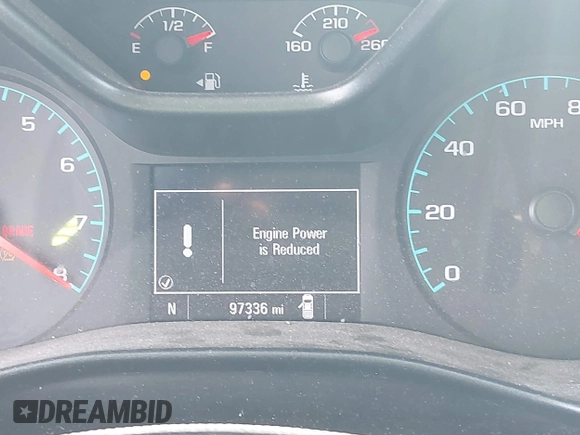 1/2
E F
210
160 260
5
6
7
8
60 80
MPH
40
20
0
Engine Power
is Reduced
N 97336 mi
DREAMBID